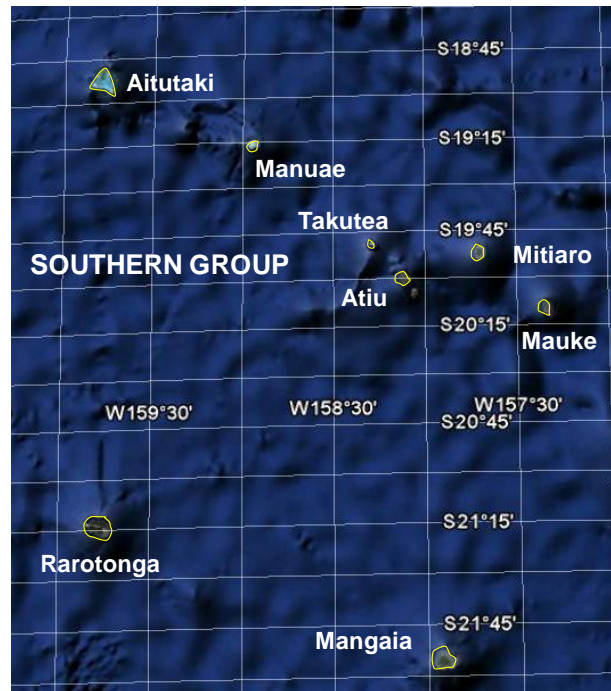 S18°45'
Aitutaki
S19°15'
Manuae
Takutea
S19°45'
Mitiaro
SOUTHERN GROUP
Atiu
S20°15'
Mauke
W159°30'
W158°30'
W157°30'
S20°45'
S21°15'
Rarotonga
S21°45'
Mangaia